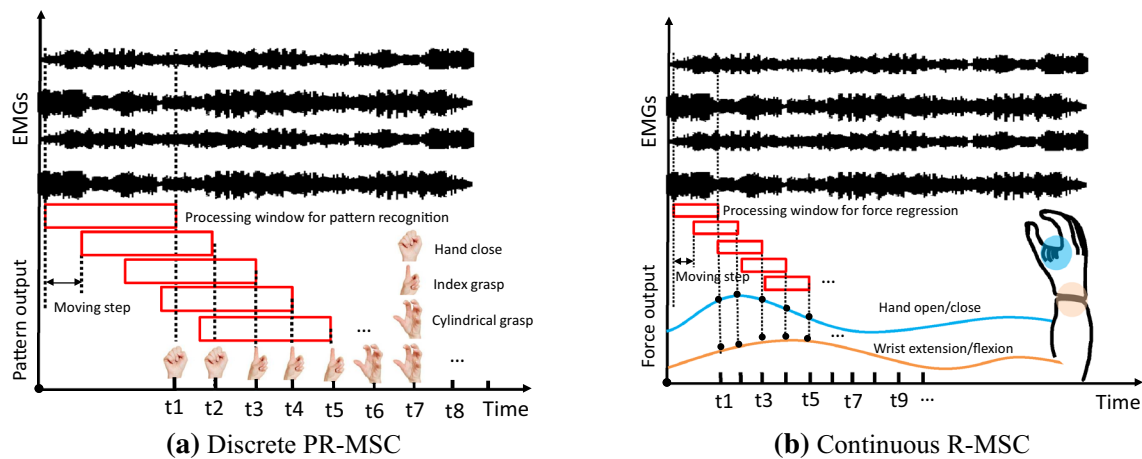 EMGs
Processing window for pattern recognition
Moving step
Hand close
Index grasp
Cylindrical grasp
...
...
Pattern output
t1 t2 t3 t4 t5 t6 t7 t8 Time
(a) Discrete PR-MSC
EMGs
Processing window for force regression
Moving step
...
Hand open/close
...
Wrist extension/flexion
Force output
t1 t3 t5 t7 t9 ...
Time
(b) Continuous R-MSC